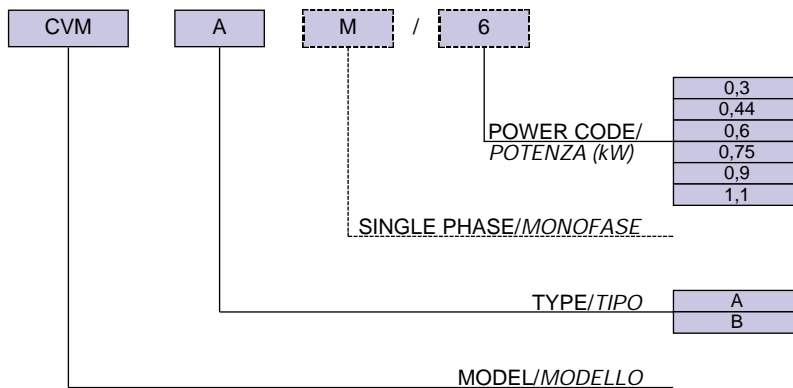 CVM A M / 6
0,3
0,44
POWER CODE/ 0,6
POTENZA (kW) 0,75
0,9
1,1
SINGLE PHASE/MONOFASE
TYPE/TIPO A
B
MODEL/MODELLO